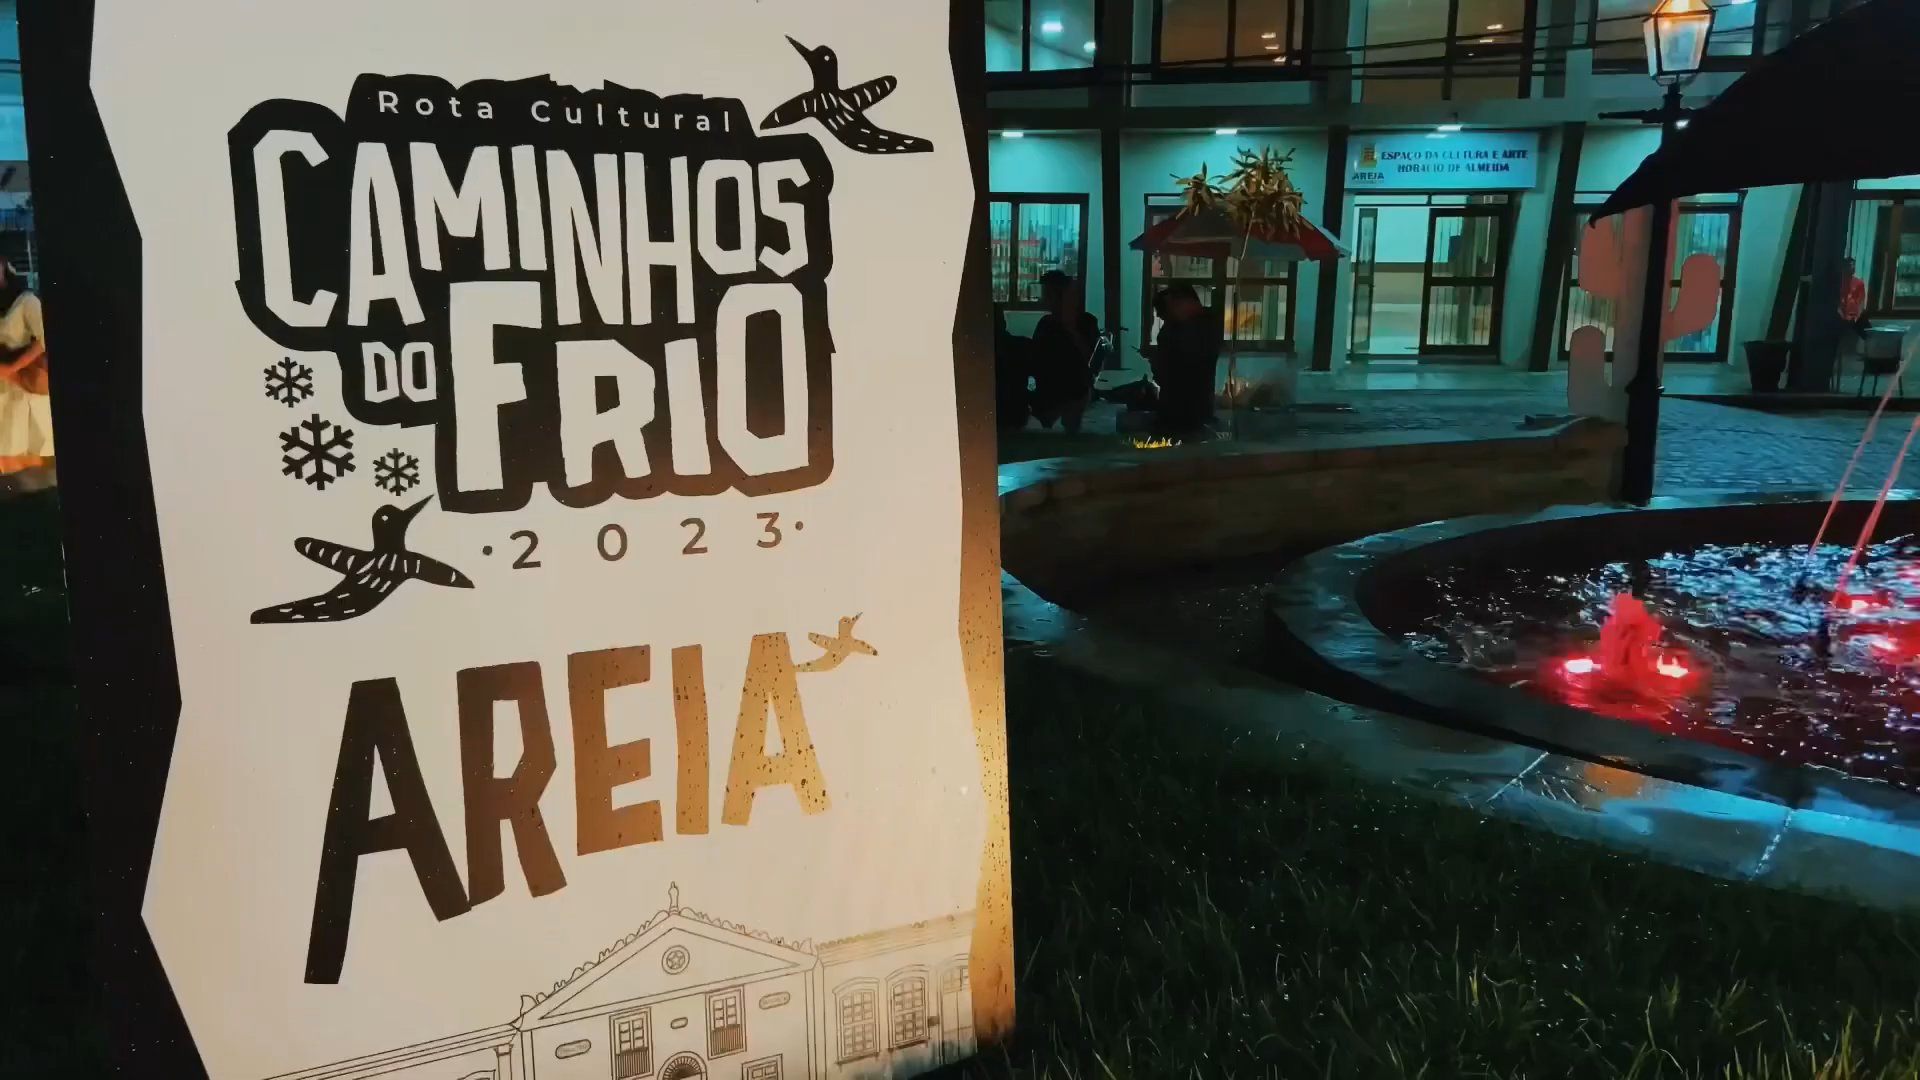 Rota Cultural
CAMINHOS
DO FRIO
·2023·
AREIA
ESPAÇO DA CULTURA E ARTE
HORÁCIO DE ALMEIDA
AREIA